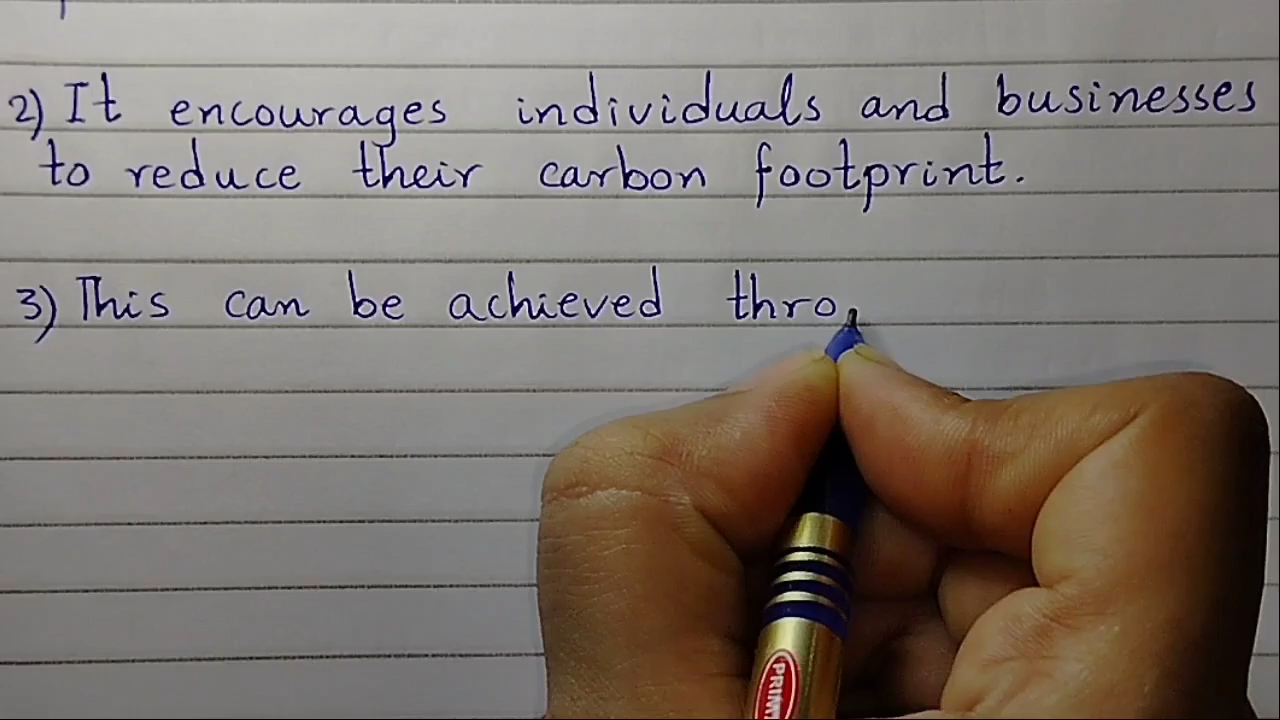 2) It encourages individuals and businesses
to reduce their carbon footprint.
3) This can be achieved thro